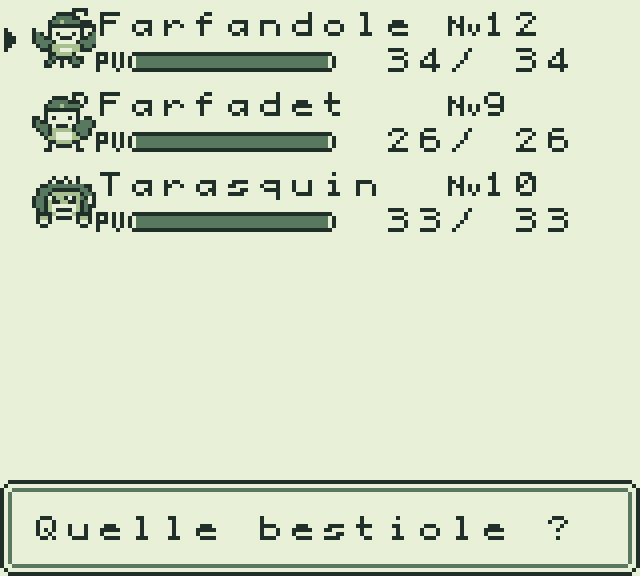 Farfandole Nv12
PV 34/ 34
Farfadet Nv9
PV 26/ 26
Tarasquin Nv10
PV 33/ 33
Quelle bestiole ?